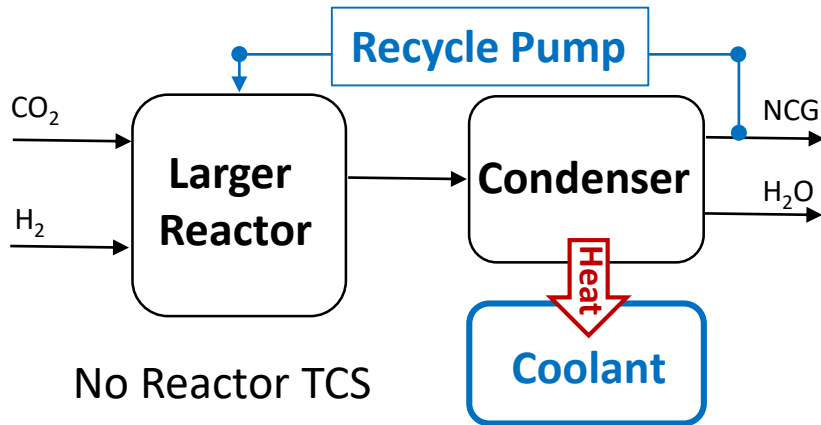 Recycle Pump
CO₂
NCG
Larger
Reactor
Condenser
H₂
H₂O
Heat
Coolant
No Reactor TCS